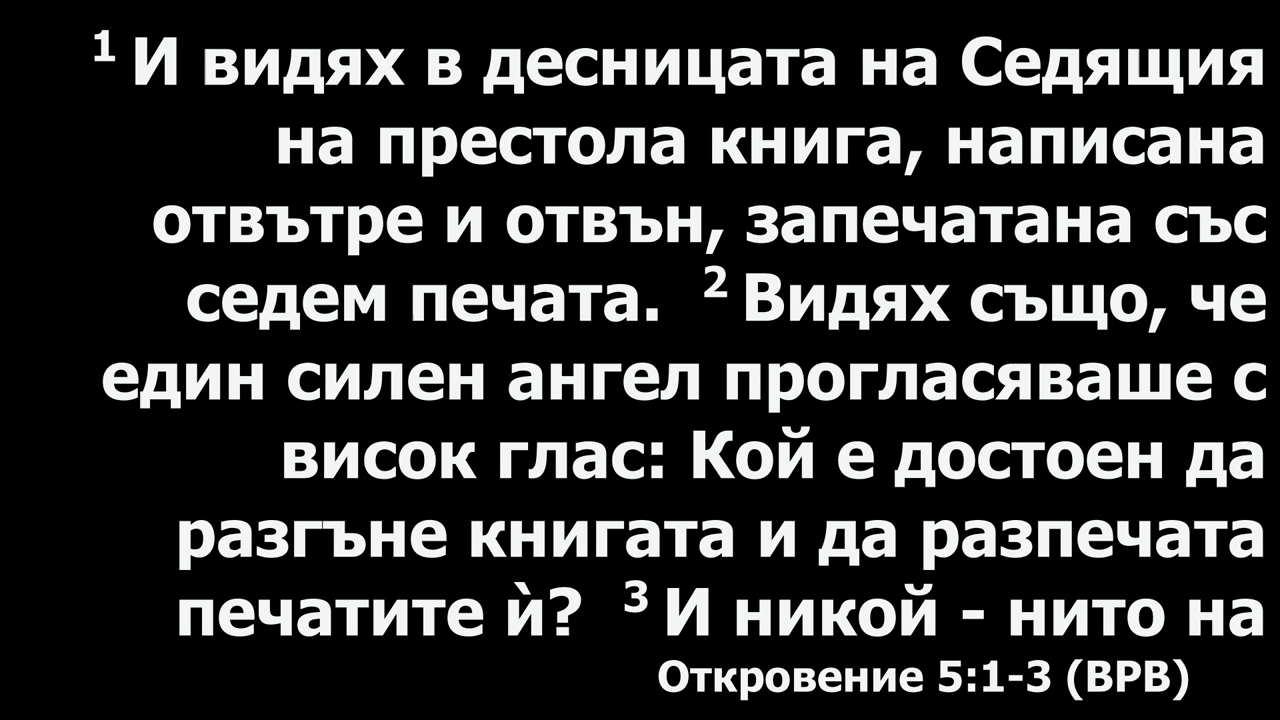 1 И видях в десницата на Седящия
на престола книга, написана
отвътре и отвън, запечатана със
седем печата. 2 Видях също, че
един силен ангел прогласяваше с
висок глас: Кой е достоен да
разгъне книгата и да разпечата
печатите ѝ? 3 И никой - нито на
Откровение 5:1-3 (ВРВ)